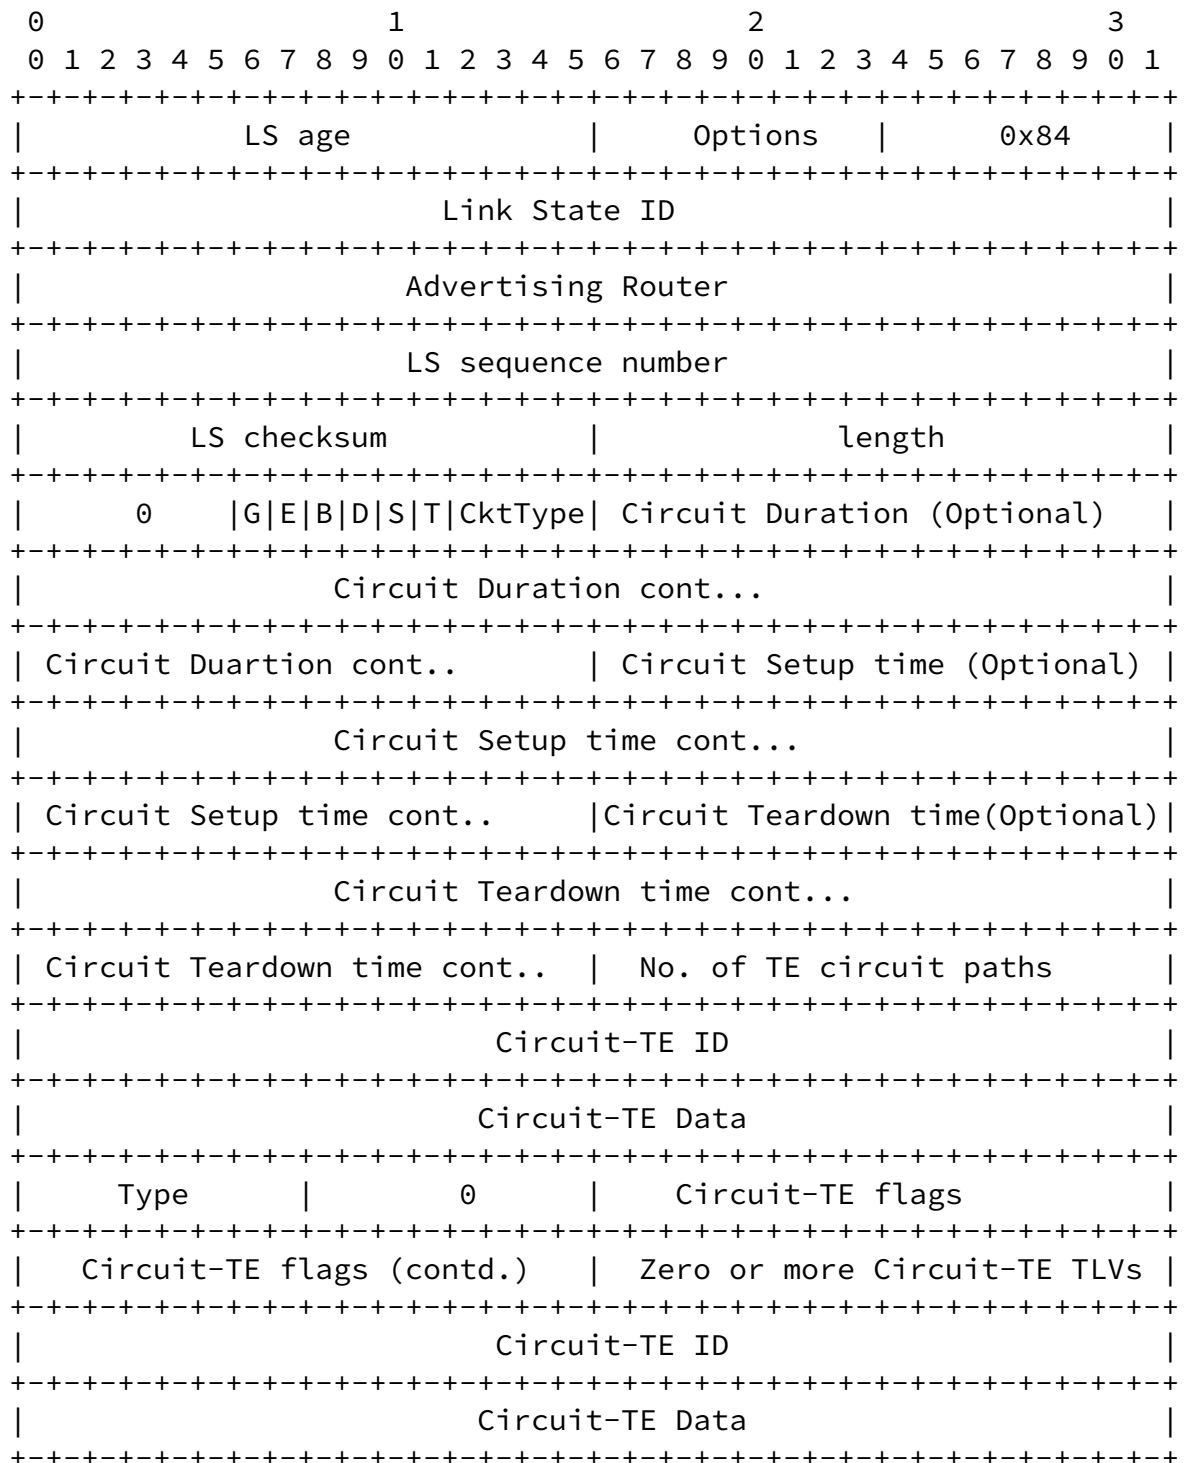 0                   1                   2                   3
 0 1 2 3 4 5 6 7 8 9 0 1 2 3 4 5 6 7 8 9 0 1 2 3 4 5 6 7 8 9 0 1
+-+-+-+-+-+-+-+-+-+-+-+-+-+-+-+-+-+-+-+-+-+-+-+-+-+-+-+-+-+-+-+-+
|            LS age             |     Options   |      0x84     |
+-+-+-+-+-+-+-+-+-+-+-+-+-+-+-+-+-+-+-+-+-+-+-+-+-+-+-+-+-+-+-+-+
|                       Link State ID                           |
+-+-+-+-+-+-+-+-+-+-+-+-+-+-+-+-+-+-+-+-+-+-+-+-+-+-+-+-+-+-+-+-+
|                     Advertising Router                        |
+-+-+-+-+-+-+-+-+-+-+-+-+-+-+-+-+-+-+-+-+-+-+-+-+-+-+-+-+-+-+-+-+
|                     LS sequence number                        |
+-+-+-+-+-+-+-+-+-+-+-+-+-+-+-+-+-+-+-+-+-+-+-+-+-+-+-+-+-+-+-+-+
|         LS checksum           |             length            |
+-+-+-+-+-+-+-+-+-+-+-+-+-+-+-+-+-+-+-+-+-+-+-+-+-+-+-+-+-+-+-+-+
|      0    |G|E|B|D|S|T|CktType| Circuit Duration (Optional)   |
+-+-+-+-+-+-+-+-+-+-+-+-+-+-+-+-+-+-+-+-+-+-+-+-+-+-+-+-+-+-+-+-+
|                 Circuit Duration cont...                      |
+-+-+-+-+-+-+-+-+-+-+-+-+-+-+-+-+-+-+-+-+-+-+-+-+-+-+-+-+-+-+-+-+
| Circuit Duartion cont..       | Circuit Setup time (Optional) |
+-+-+-+-+-+-+-+-+-+-+-+-+-+-+-+-+-+-+-+-+-+-+-+-+-+-+-+-+-+-+-+-+
|                 Circuit Setup time cont...                    |
+-+-+-+-+-+-+-+-+-+-+-+-+-+-+-+-+-+-+-+-+-+-+-+-+-+-+-+-+-+-+-+-+
| Circuit Setup time cont..     |Circuit Teardown time(Optional)|
+-+-+-+-+-+-+-+-+-+-+-+-+-+-+-+-+-+-+-+-+-+-+-+-+-+-+-+-+-+-+-+-+
|                 Circuit Teardown time cont...                 |
+-+-+-+-+-+-+-+-+-+-+-+-+-+-+-+-+-+-+-+-+-+-+-+-+-+-+-+-+-+-+-+-+
| Circuit Teardown time cont..  |  No. of TE circuit paths      |
+-+-+-+-+-+-+-+-+-+-+-+-+-+-+-+-+-+-+-+-+-+-+-+-+-+-+-+-+-+-+-+-+
|                          Circuit-TE ID                        |
+-+-+-+-+-+-+-+-+-+-+-+-+-+-+-+-+-+-+-+-+-+-+-+-+-+-+-+-+-+-+-+-+
|                         Circuit-TE Data                       |
+-+-+-+-+-+-+-+-+-+-+-+-+-+-+-+-+-+-+-+-+-+-+-+-+-+-+-+-+-+-+-+-+
|     Type      |        0      |    Circuit-TE flags           |
+-+-+-+-+-+-+-+-+-+-+-+-+-+-+-+-+-+-+-+-+-+-+-+-+-+-+-+-+-+-+-+-+
|   Circuit-TE flags (contd.)   |  Zero or more Circuit-TE TLVs |
+-+-+-+-+-+-+-+-+-+-+-+-+-+-+-+-+-+-+-+-+-+-+-+-+-+-+-+-+-+-+-+-+
|                          Circuit-TE ID                        |
+-+-+-+-+-+-+-+-+-+-+-+-+-+-+-+-+-+-+-+-+-+-+-+-+-+-+-+-+-+-+-+-+
|                         Circuit-TE Data                       |
+-+-+-+-+-+-+-+-+-+-+-+-+-+-+-+-+-+-+-+-+-+-+-+-+-+-+-+-+-+-+-+-+